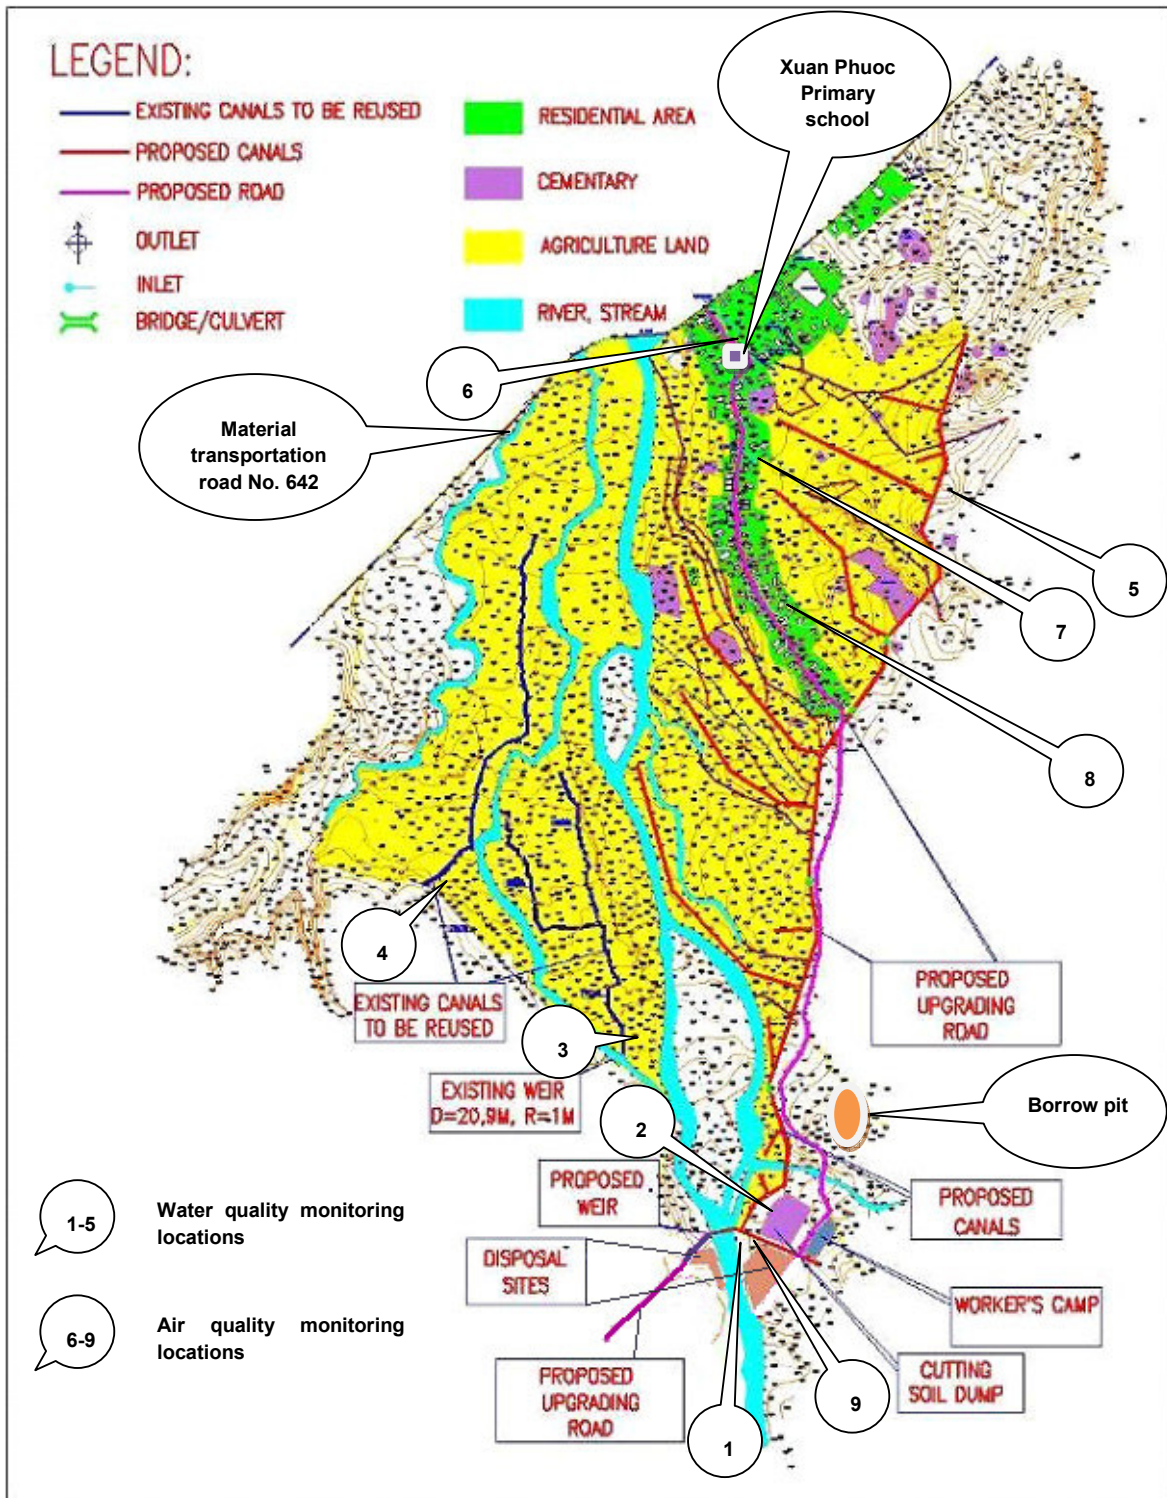 LEGEND:
EXISTING CANALS TO BE REUSED
PROPOSED CANALS
PROPOSED ROAD
OUTLET
INLET
BRIDGE/CULVERT
RESIDENTIAL AREA
CEMENTARY
AGRICULTURE LAND
RIVER, STREAM
Xuan Phuoc
Primary
school
6
Material
transportation
road No. 642
5
7
8
4
EXISTING CANALS
TO BE REUSED
3
EXISTING WEIR
D=20,9M, R=1M
PROPOSED
UPGRADING
ROAD
Borrow pit
2
PROPOSED
WEIR
PROPOSED
CANALS
DISPOSAL
SITES
WORKER'S CAMP
PROPOSED
UPGRADING
ROAD
CUTTING
SOIL DUMP
9
1
1-5
Water quality monitoring
locations
6-9
Air quality monitoring
locations